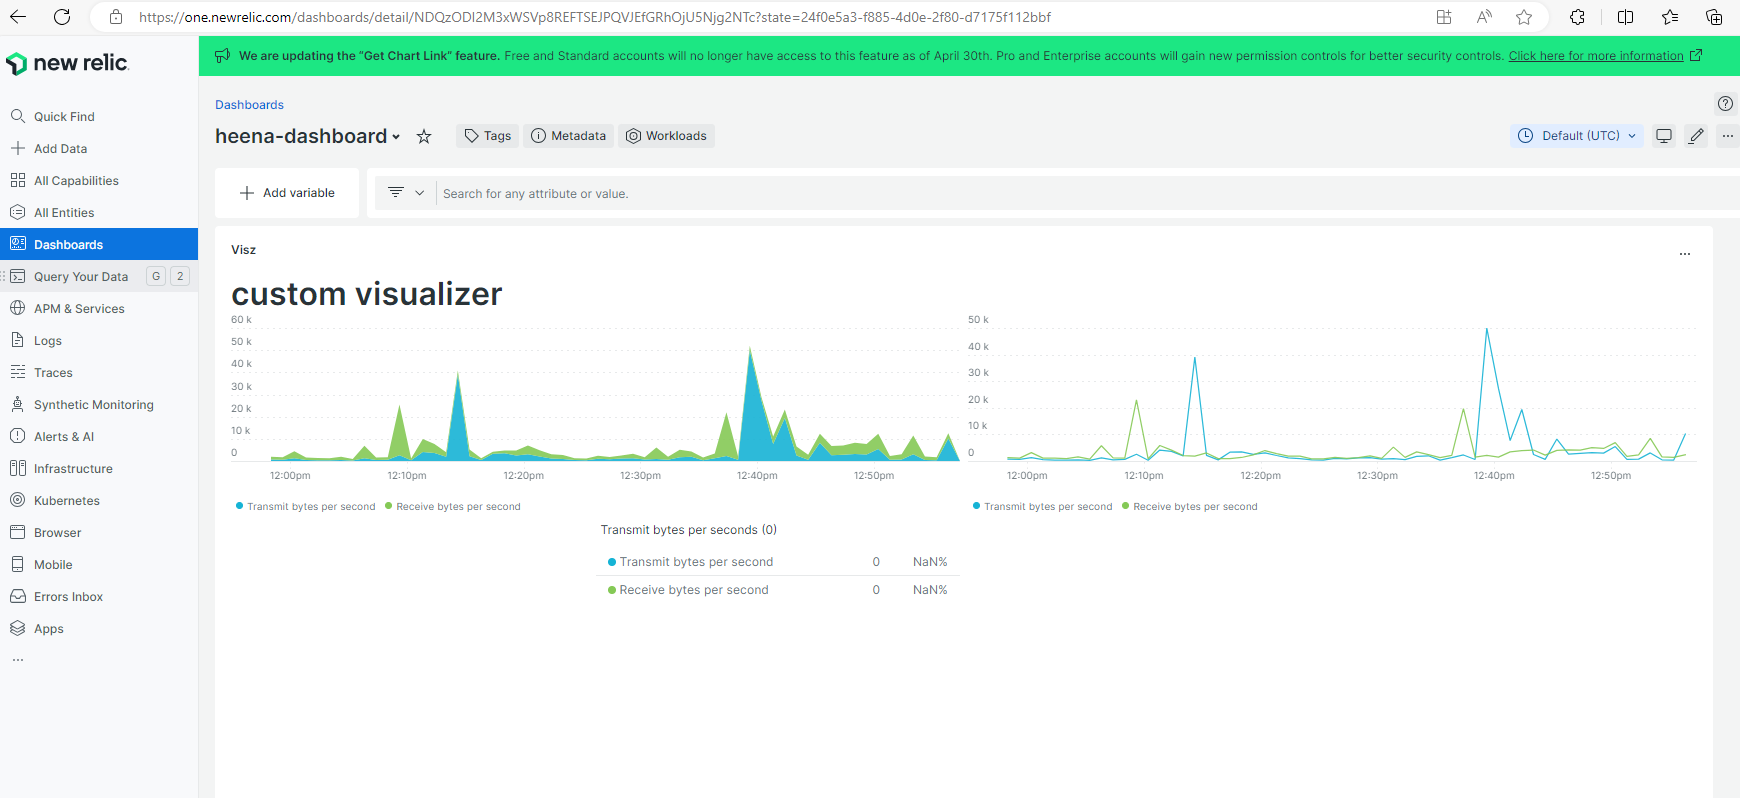 https://one.newrelic.com/dashboards/detail/NDQzODI2M3xWSVp8REFTSEJPQVJEfGRhOjU5Njg2NTc?state=24f0e5a3-f885-4d0e-2f80-d7175f112bbf
new relic
We are updating the "Get Chart Link" feature. Free and Standard accounts will no longer have access to this feature as of April 30th. Pro and Enterprise accounts will gain new permission controls for better security controls. Click here for more information
Quick Find
Add Data
All Capabilities
All Entities
Dashboards
Query Your Data G 2
APM & Services
Logs
Traces
Synthetic Monitoring
Alerts & AI
Infrastructure
Kubernetes
Browser
Mobile
Errors Inbox
Apps
...
Dashboards
heena-dashboard
Tags Metadata Workloads
Default (UTC)
Add variable
Search for any attribute or value.
Visz
custom visualizer
60 k
50 k
40 k
30 k
20 k
10 k
0
12:00pm 12:10pm 12:20pm 12:30pm 12:40pm 12:50pm
Transmit bytes per second Receive bytes per second
50 k
40 k
30 k
20 k
10 k
0
12:00pm 12:10pm 12:20pm 12:30pm 12:40pm 12:50pm
Transmit bytes per second Receive bytes per second
Transmit bytes per seconds (0)
Transmit bytes per second 0 NaN%
Receive bytes per second 0 NaN%